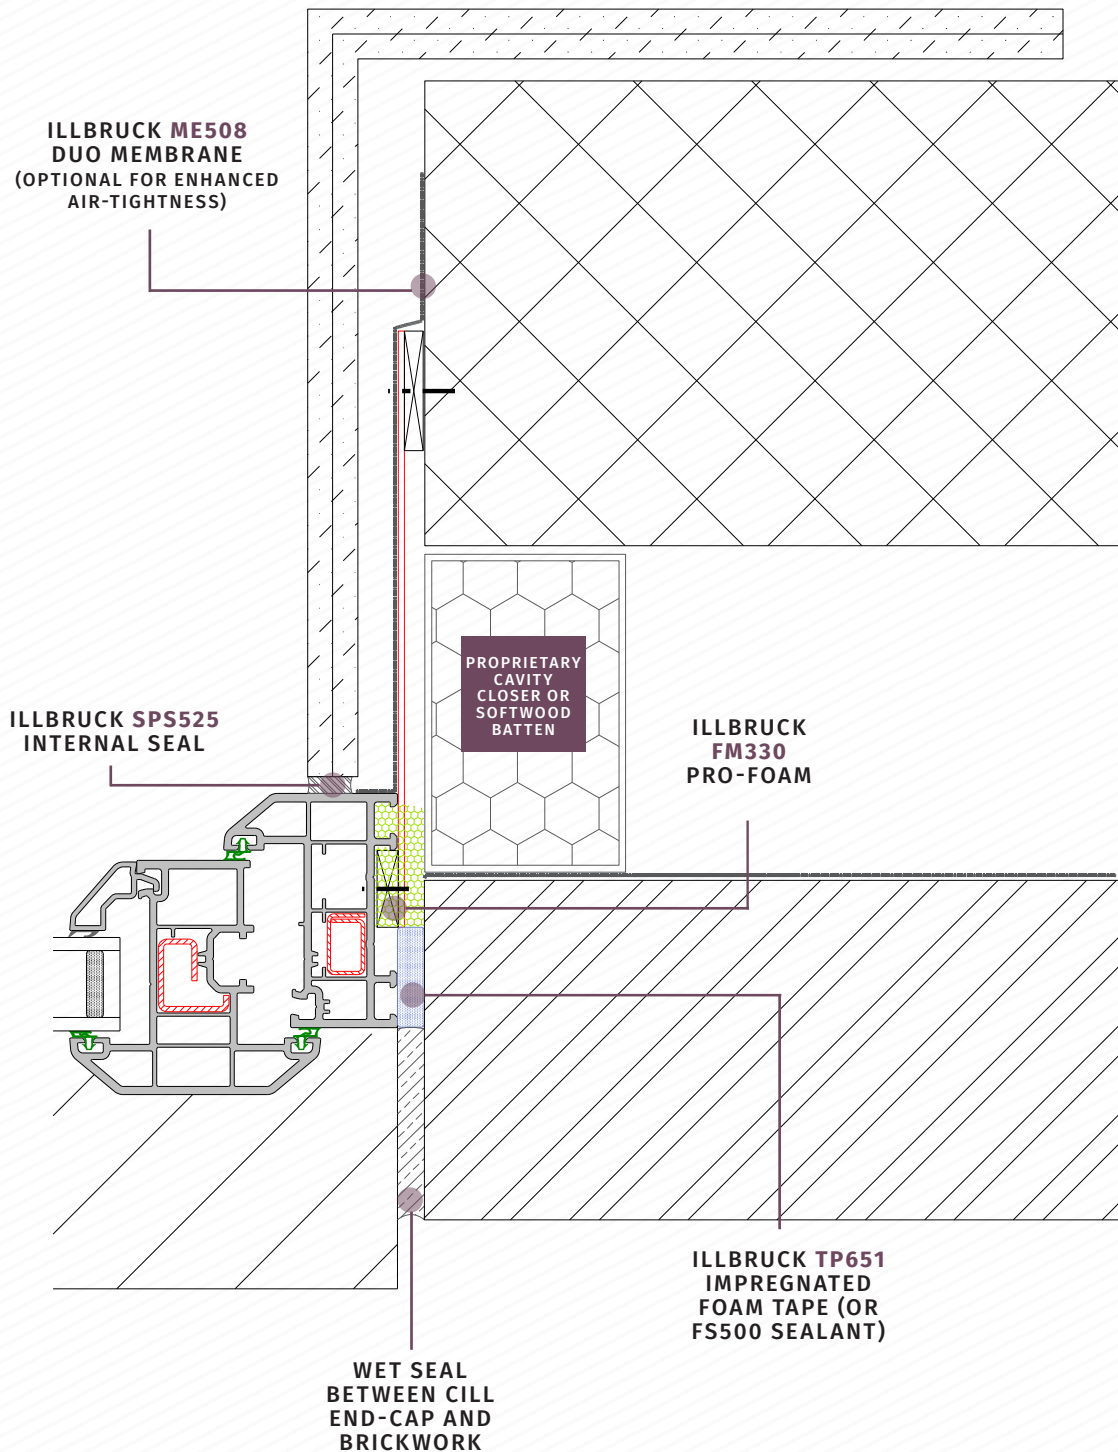 ILLBRUCK ME508
DUO MEMBRANE
(OPTIONAL FOR ENHANCED
AIR-TIGHTNESS)
PROPRIETARY
CAVITY
CLOSER OR
SOFTWOOD
BATTEN
ILLBRUCK SPS525
INTERNAL SEAL
ILLBRUCK
FM330
PRO-FOAM
ILLBRUCK TP651
IMPREGNATED
FOAM TAPE (OR
FS500 SEALANT)
WET SEAL
BETWEEN CILL
END-CAP AND
BRICKWORK